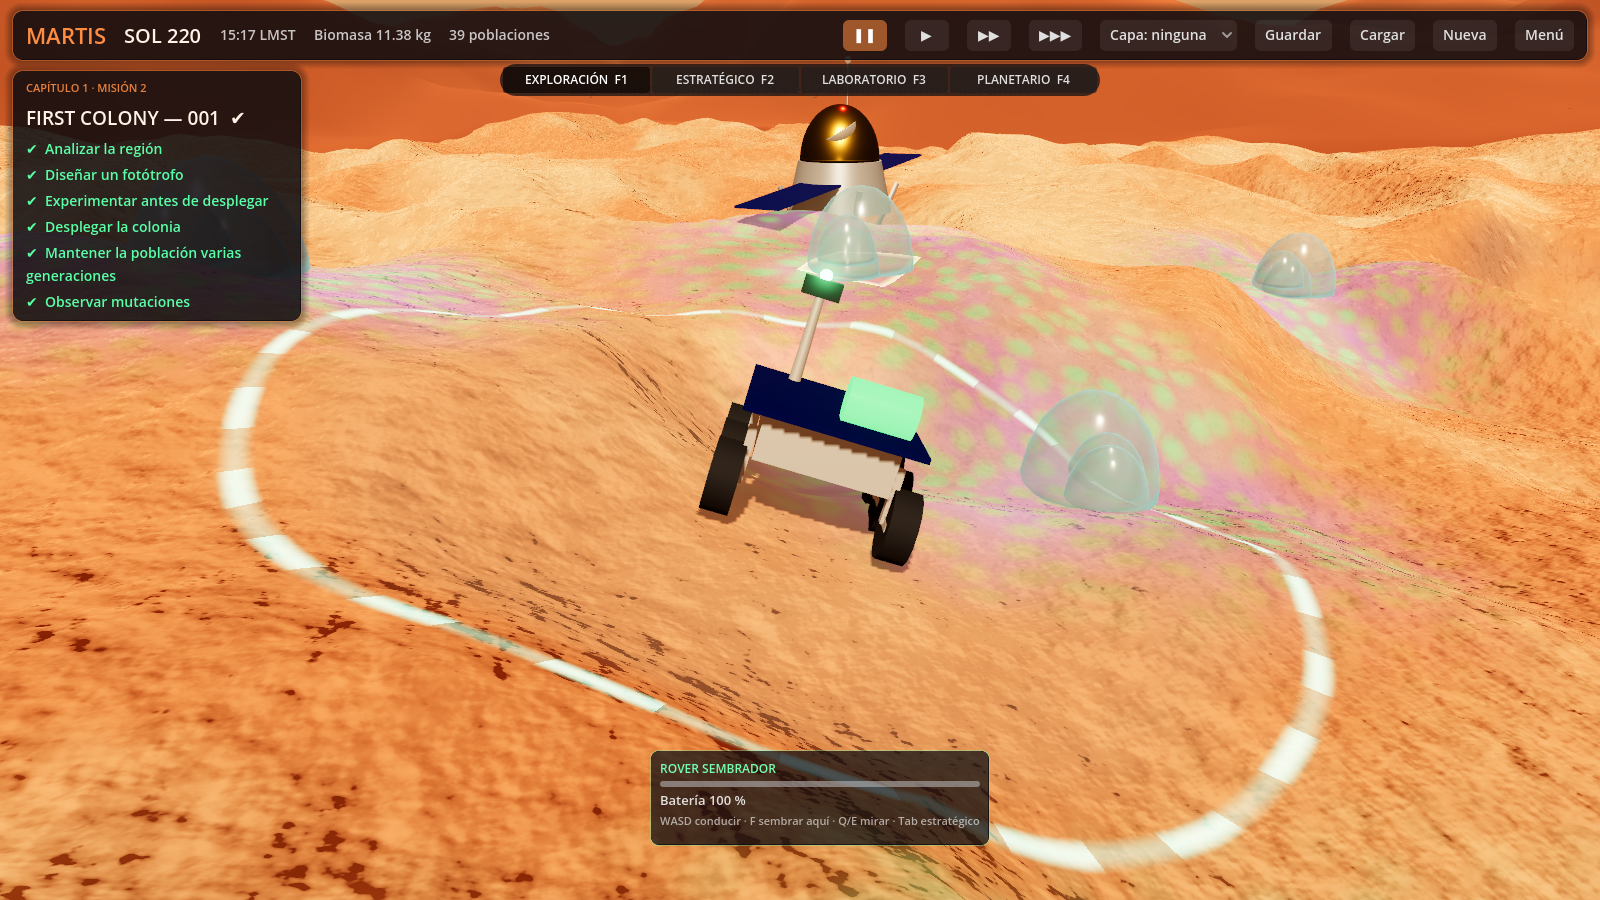 MARTIS SOL 220 15:17 LMST Biomasa 11.38 kg 39 poblaciones Capa: ninguna Guardar Cargar Nueva Menú
EXPLORACIÓN F1 ESTRATÉGICO F2 LABORATORIO F3 PLANETARIO F4
CAPÍTULO 1 · MISIÓN 2
FIRST COLONY — 001 ✔
✔ Analizar la región
✔ Diseñar un fotótrofo
✔ Experimentar antes de desplegar
✔ Desplegar la colonia
✔ Mantener la población varias
generaciones
✔ Observar mutaciones
ROVER SEMBRADOR
Batería 100 %
WASD conducir · F sembrar aquí · Q/E mirar · Tab estratégico